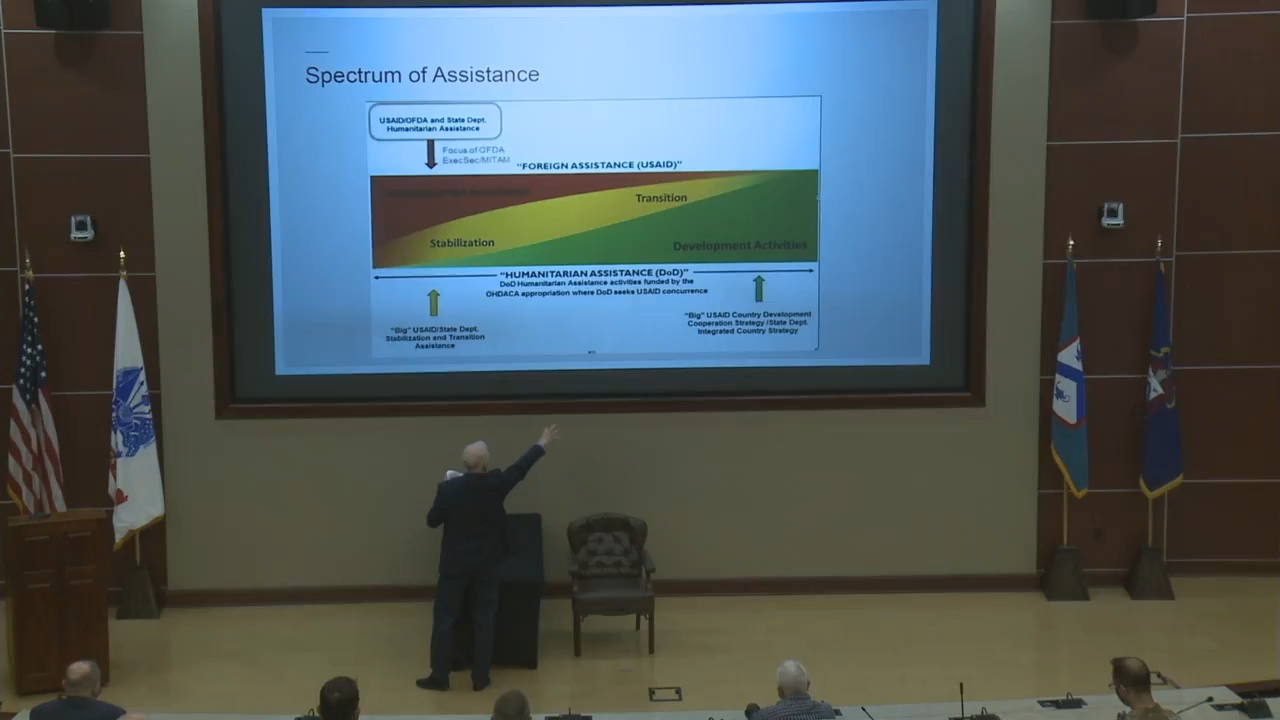 Spectrum of Assistance
USAID/OFDA and State Dept.
Humanitarian Assistance
Focus of OFDA
ExecSec/MITAM
"FOREIGN ASSISTANCE (USAID)"
Transition
Stabilization
Development Activities
"HUMANITARIAN ASSISTANCE (DoD)"
DoD Humanitarian Assistance activities funded by the
OHDACA appropriation where DoD seeks USAID concurrence
"Big" USAID/State Dept.
Stabilization and Transition
Assistance
"Big" USAID Country Development
Cooperation Strategy /State Dept.
Integrated Country Strategy